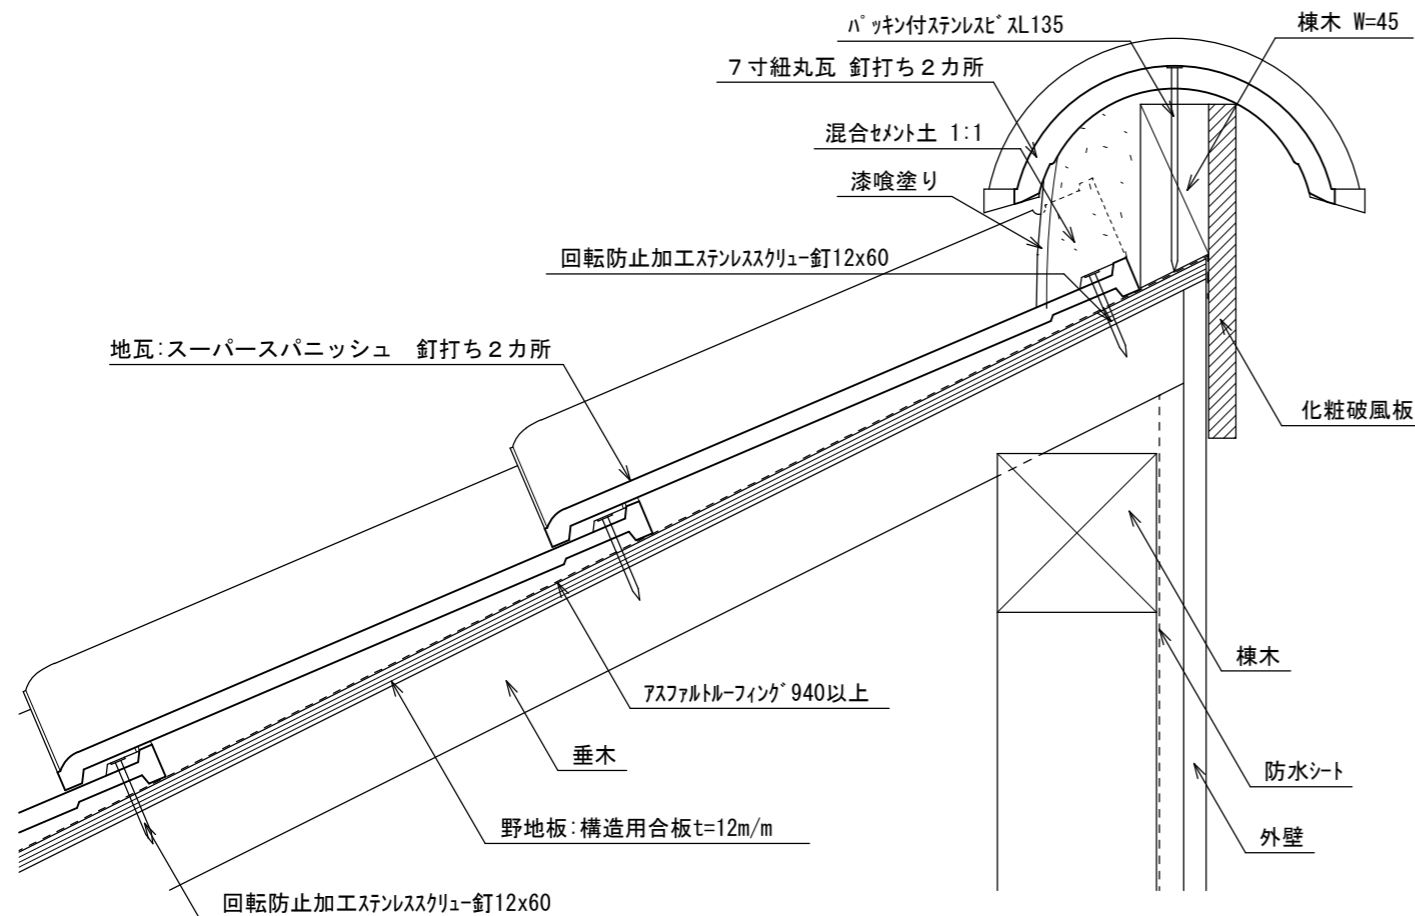 パッキン付ステンレスビスL135
棟木 W=45
7寸紐丸瓦 釘打ち2カ所
混合セメント土 1:1
漆喰塗り
回転防止加工ステンレススクリュー釘12x60
地瓦:スーパースパニッシュ 釘打ち2カ所
化粧破風板
棟木
アスファルトルーフィング940以上
垂木
防水シート
野地板:構造用合板t=12m/m
外壁
回転防止加工ステンレススクリュー釘12x60